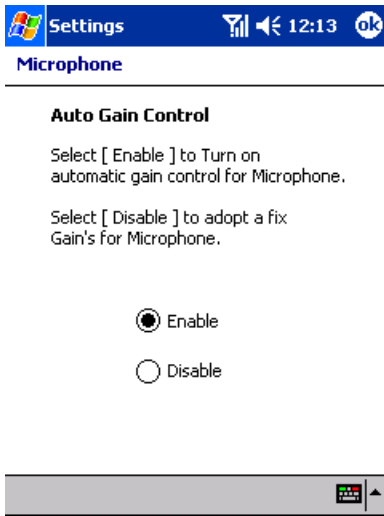 Settings 12:13 ok
Microphone
Auto Gain Control
Select [ Enable ] to Turn on
automatic gain control for Microphone.
Select [ Disable ] to adopt a fix
Gain's for Microphone.
Enable
Disable